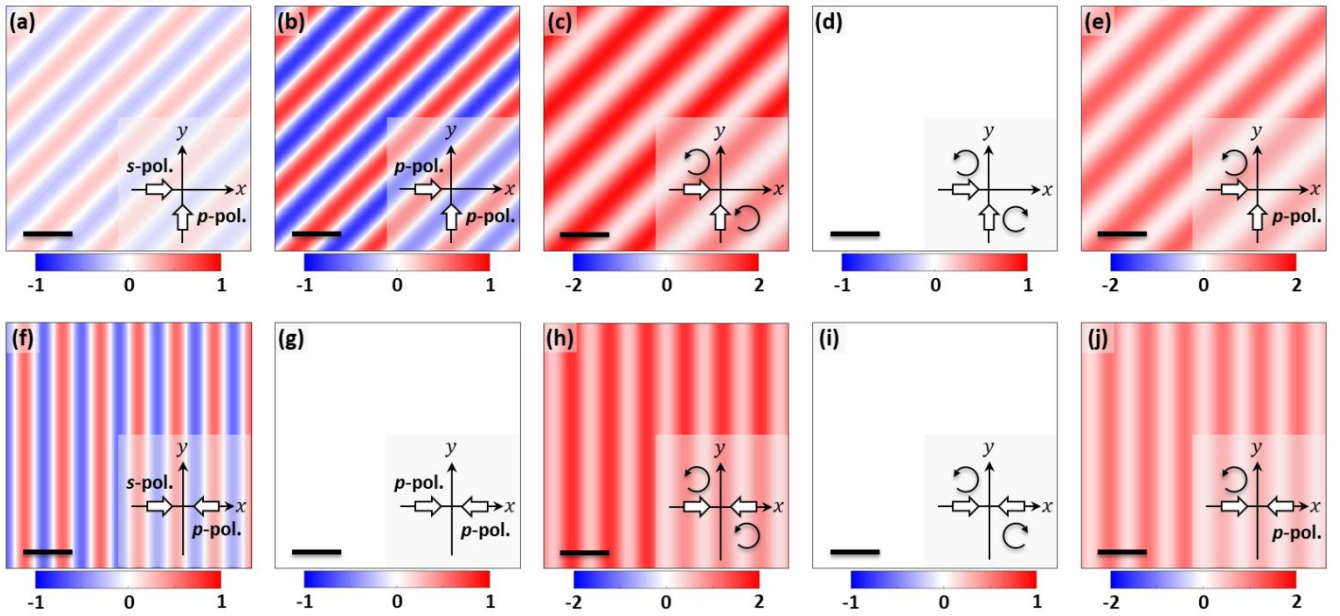 (a) (b) (c) (d) (e)
y y y y y
s-pol. p-pol.
x x x x x
p-pol. p-pol. p-pol.
-1 0 1 -1 0 1 -2 0 2 -1 0 1 -2 0 2
(f) (g) (h) (i) (j)
y y y y y
s-pol. p-pol.
x x x x x
p-pol. p-pol. p-pol.
-1 0 1 -1 0 1 -2 0 2 -1 0 1 -2 0 2